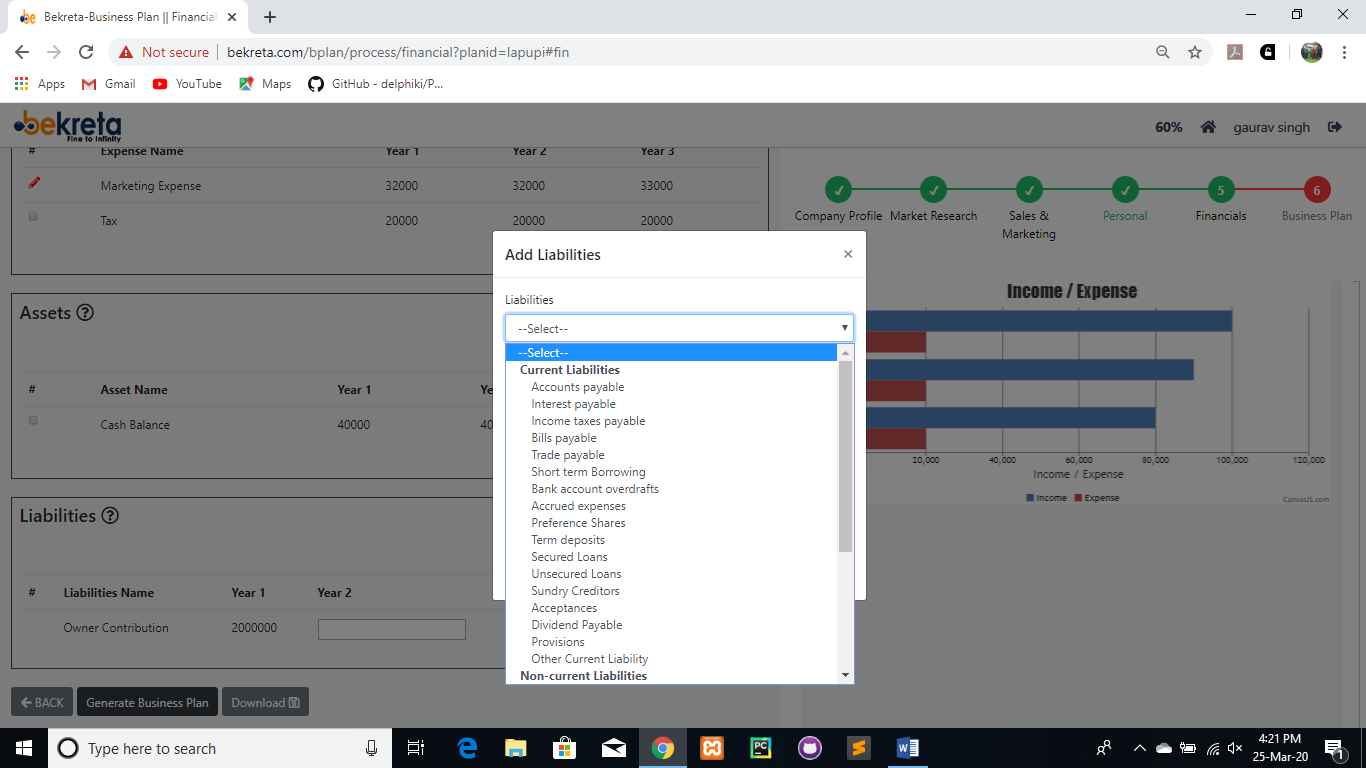 Bekreta-Business Plan || Financial
Not secure | bekreta.com/bplan/process/financial?planid=lapupi#fin
Apps Gmail YouTube Maps GitHub - delphiki/P...
bekreta
Fine to Infinity
60% gaurav singh
# Expense Name Year 1 Year 2 Year 3
Marketing Expense 32000 32000 33000
Tax 20000 20000 20000
✓ ✓ ✓ ✓ 5 6
Company Profile Market Research Sales & Marketing Personal Financials Business Plan
Assets ?
# Asset Name Year 1
Cash Balance 40000 40
Liabilities ?
# Liabilities Name Year 1 Year 2
Owner Contribution 2000000
BACK Generate Business Plan Download
Add Liabilities ×
Liabilities
--Select--
--Select--
Current Liabilities
Accounts payable
Interest payable
Income taxes payable
Bills payable
Trade payable
Short term Borrowing
Bank account overdrafts
Accrued expenses
Preference Shares
Term deposits
Secured Loans
Unsecured Loans
Sundry Creditors
Acceptances
Dividend Payable
Provisions
Other Current Liability
Non-current Liabilities
Income / Expense
20,000 40,000 60,000 80,000 100,000 120,000
Income / Expense
Income Expense
CanvasJS.com
Type here to search
4:21 PM
25-Mar-20
1